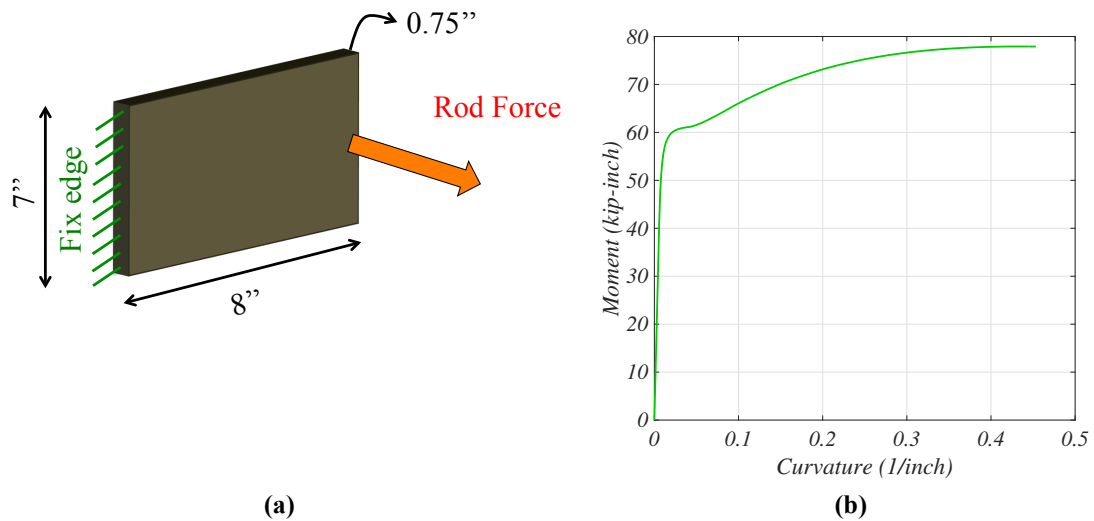 0.75”
Rod Force
7”
Fix edge
8”
(a)
80
70
60
50
40
30
20
10
0
Moment (kip-inch)
0 0.1 0.2 0.3 0.4 0.5
Curvature (1/inch)
(b)